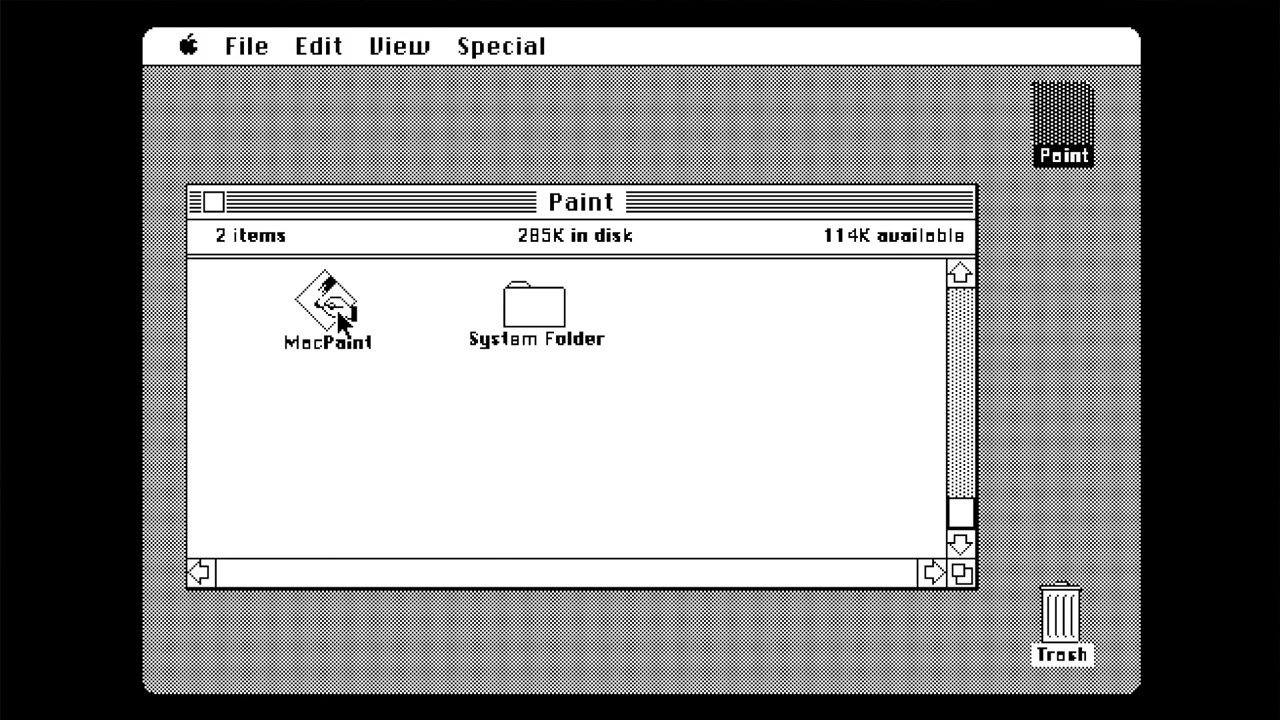 File Edit View Special
Paint
Paint
2 items 285K in disk 114K available
MacPaint System Folder
Trash